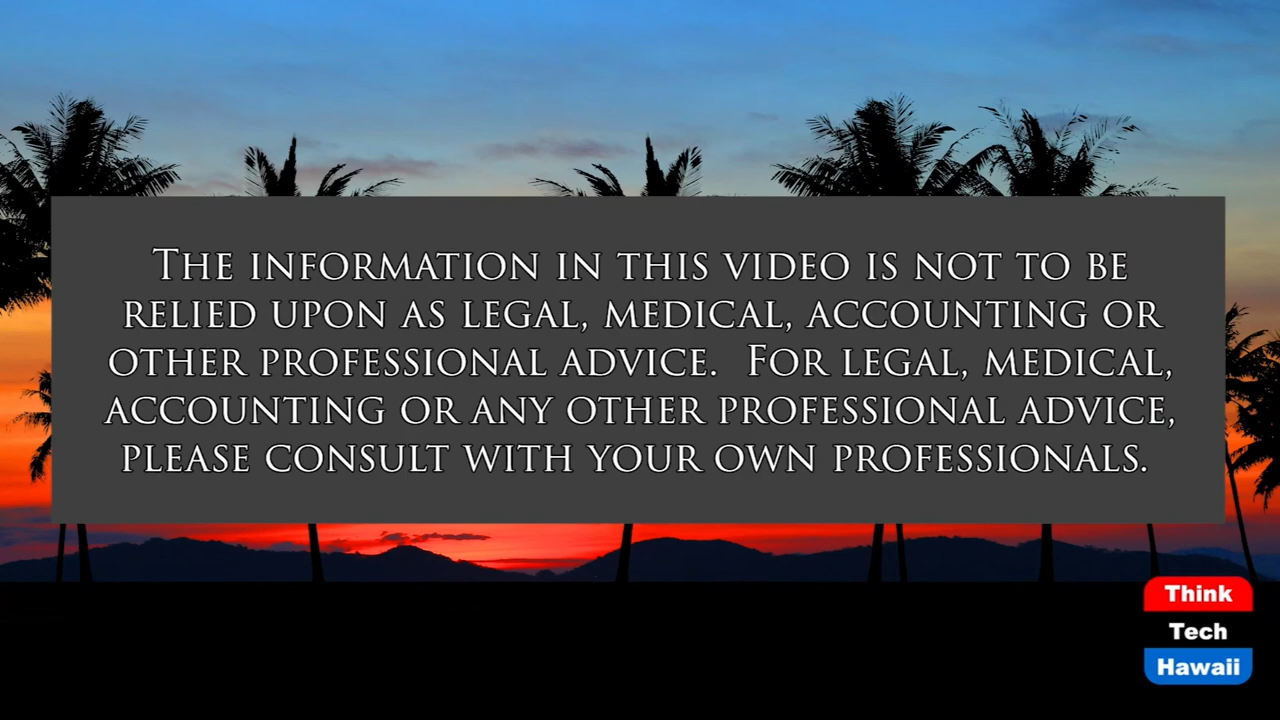 The information in this video is not to be
relied upon as legal, medical, accounting or
other professional advice.  For legal, medical,
accounting or any other professional advice,
please consult with your own professionals.
Think
Tech
Hawaii